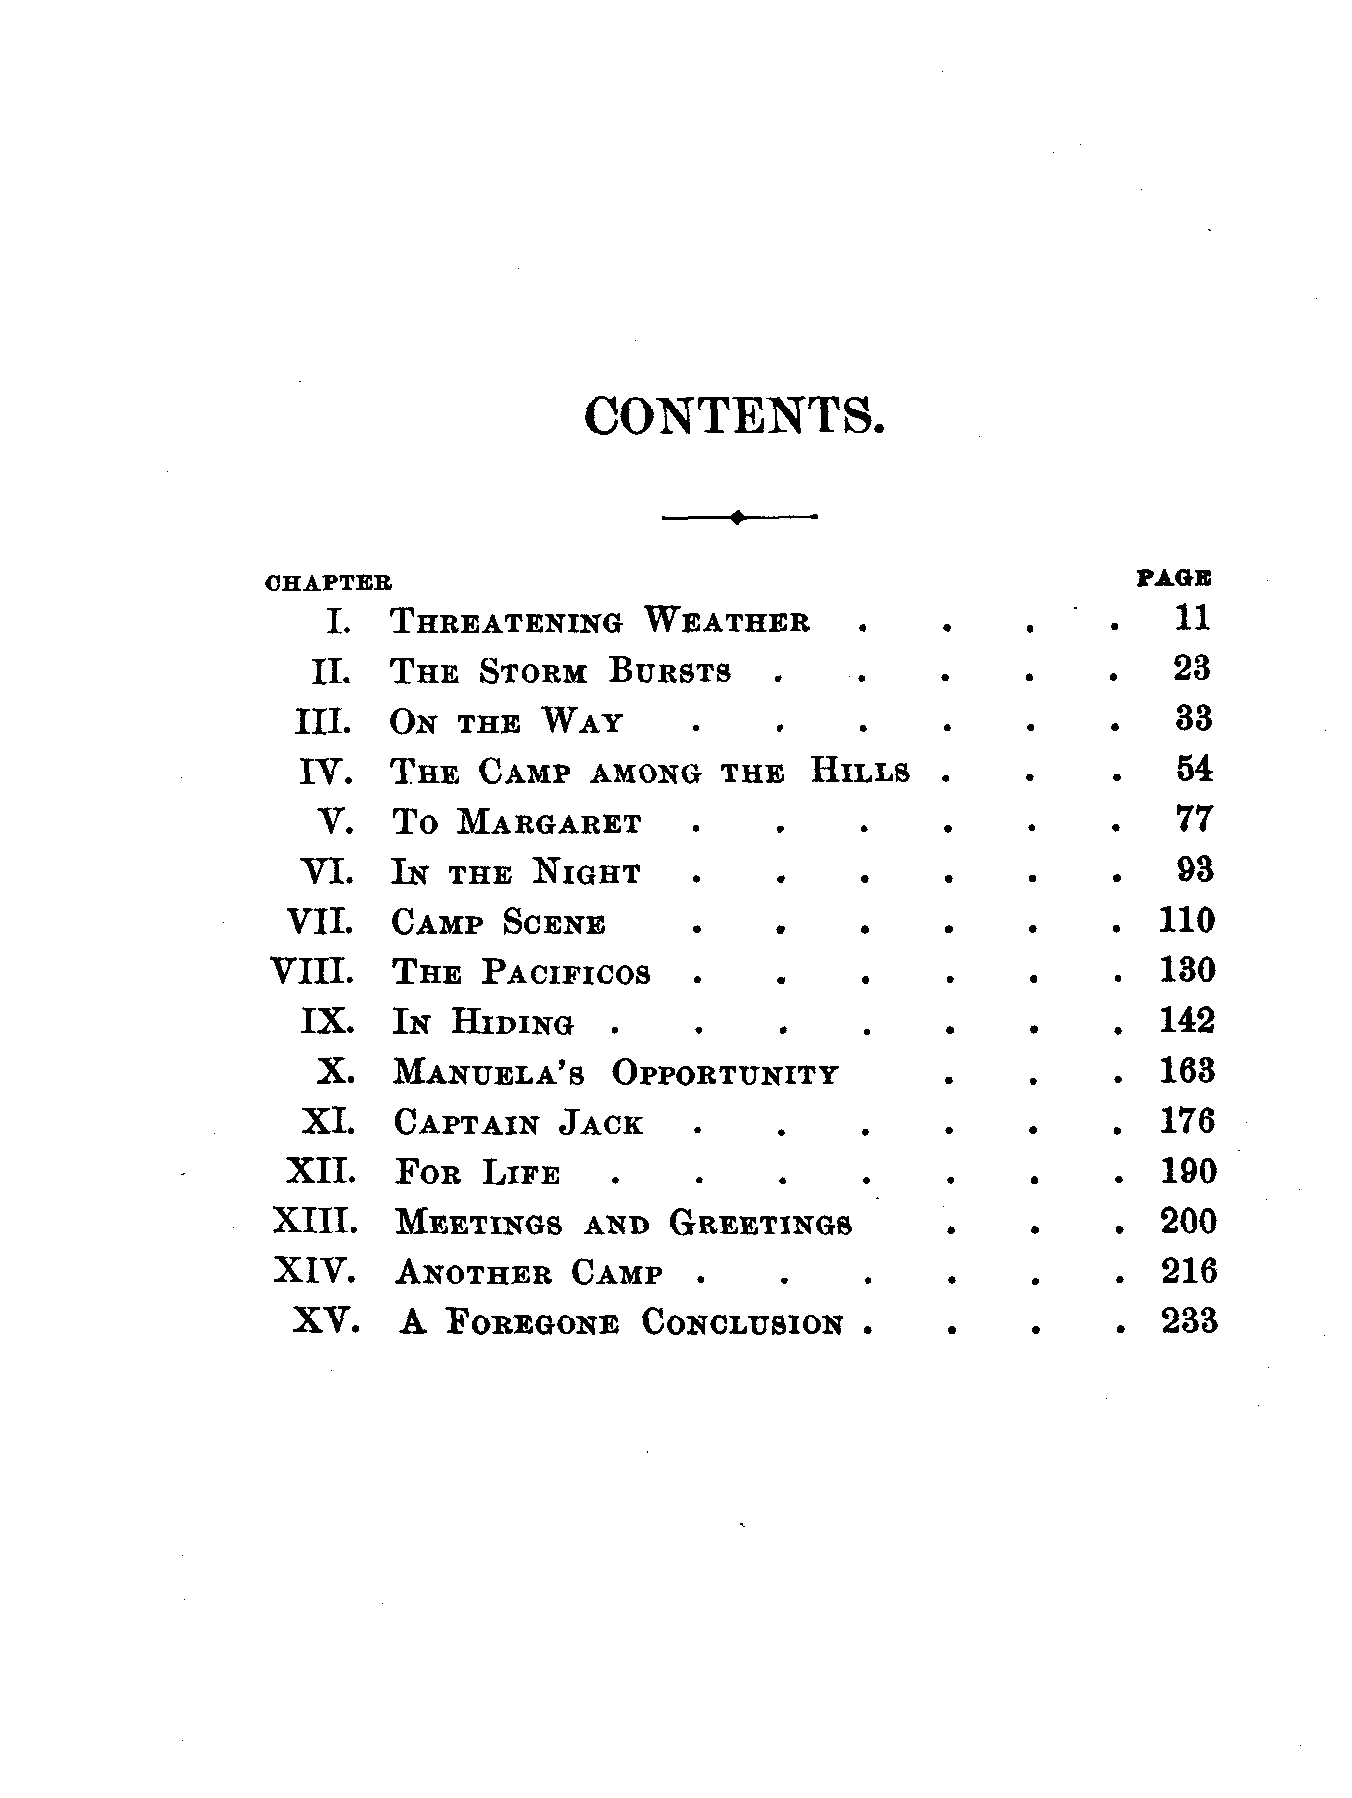 CONTENTS.
CHAPTER PAGE
I. THREATENING WEATHER . . . . 11
II. THE STORM BURSTS . . . . . 23
III. ON THE WAY . . . . . . 33
IV. THE CAMP AMONG THE HILLS . . . 54
V. TO MARGARET . . . . . . 77
VI. IN THE NIGHT . . . . . . 93
VII. CAMP SCENE . . . . . . 110
VIII. THE PACIFICOS . . . . . . 130
IX. IN HIDING . . . . . . . 142
X. MANUELA'S OPPORTUNITY . . . 163
XI. CAPTAIN JACK . . . . . . 176
XII. FOR LIFE . . . . . . . 190
XIII. MEETINGS AND GREETINGS . . . 200
XIV. ANOTHER CAMP . . . . . . 216
XV. A FOREGONE CONCLUSION . . . . 233